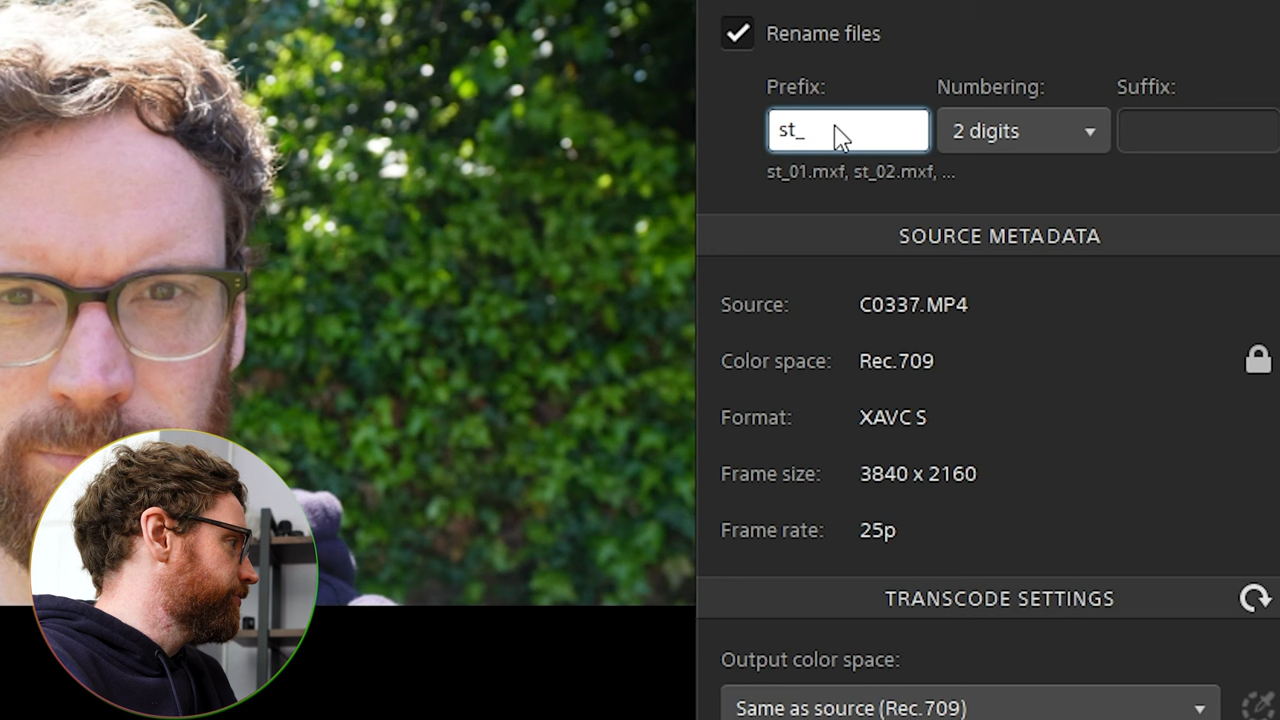 Rename files
Prefix: Numbering: Suffix:
st_ 2 digits
st_01.mxf, st_02.mxf, ...
SOURCE METADATA
Source: C0337.MP4
Color space: Rec.709
Format: XAVC S
Frame size: 3840 x 2160
Frame rate: 25p
TRANSCODE SETTINGS
Output color space:
Same as source (Rec.709)